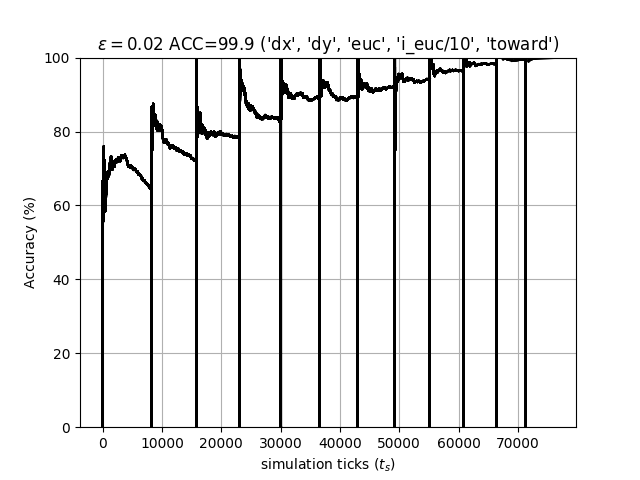 ε = 0.02 ACC=99.9 ('dx', 'dy', 'euc', 'i_euc/10', 'toward')
100
80
60
40
20
0
Accuracy (%)
0 10000 20000 30000 40000 50000 60000 70000
simulation ticks (tₛ)